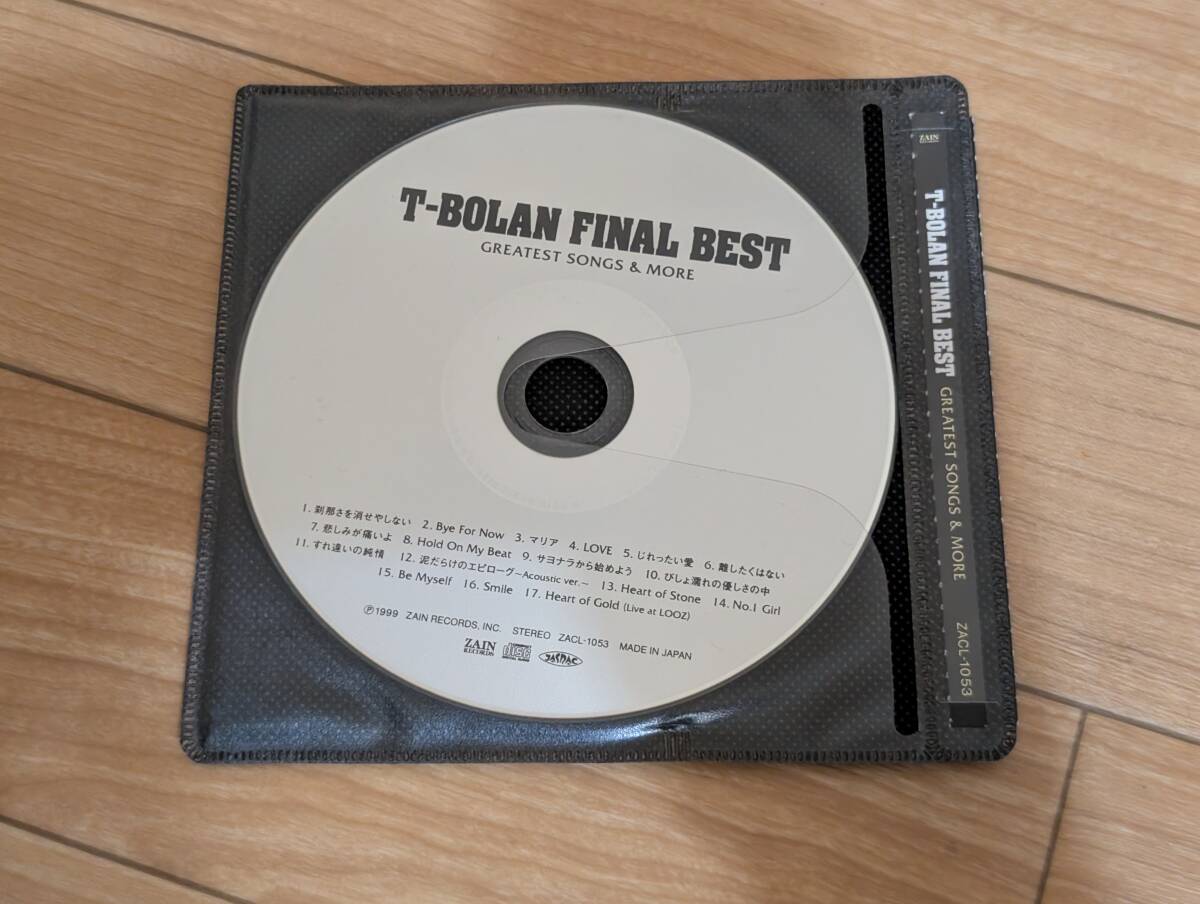 T-BOLAN FINAL BEST
GREATEST SONGS & MORE
1. 刹那さを消せやしない 2. Bye For Now 3. マリア 4. LOVE 5. じれったい愛 6. 離したくはない
7. 悲しみが痛いよ 8. Hold On My Beat 9. サヨナラから始めよう 10. びしょ濡れの優しさの中
11. すれ違いの純情 12. 泥だらけのエピローグ～Acoustic ver.～ 13. Heart of Stone 14. No.1 Girl
15. Be Myself 16. Smile 17. Heart of Gold (Live at LOOZ)
℗1999 ZAIN RECORDS, INC. STEREO ZACL-1053 MADE IN JAPAN
ZAIN RECORDS
COMPACT disc DIGITAL AUDIO
JASRAC
ZAIN RECORDS
T-BOLAN FINAL BEST GREATEST SONGS & MORE ZACL-1053